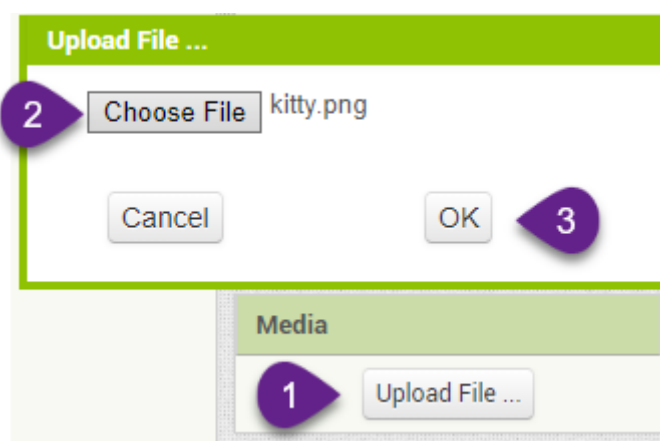 Upload File ...
2 Choose File kitty.png
Cancel OK 3
Media
1 Upload File ...